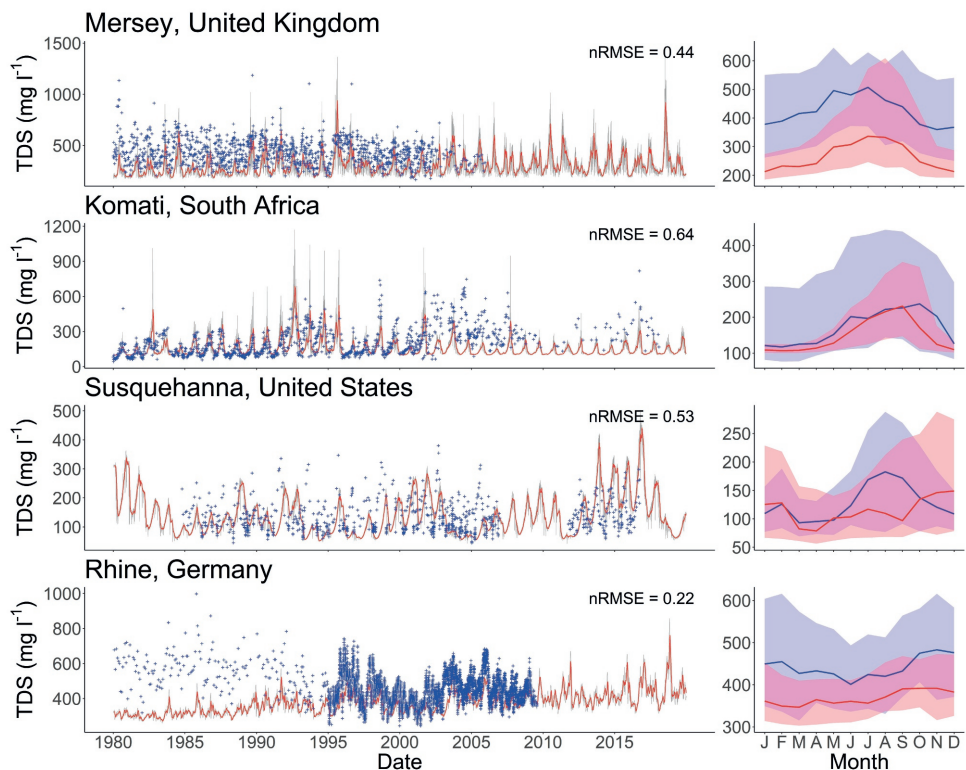 Mersey, United Kingdom
nRMSE = 0.44
TDS (mg l⁻¹)
1500
1000
500
600
500
400
300
200
Komati, South Africa
nRMSE = 0.64
TDS (mg l⁻¹)
1200
900
600
300
0
400
300
200
100
Susquehanna, United States
nRMSE = 0.53
TDS (mg l⁻¹)
500
400
300
200
100
250
200
150
100
50
Rhine, Germany
nRMSE = 0.22
TDS (mg l⁻¹)
1000
800
600
400
600
500
400
300
1980 1985 1990 1995 2000 2005 2010 2015
Date
J F M A M J J A S O N D
Month